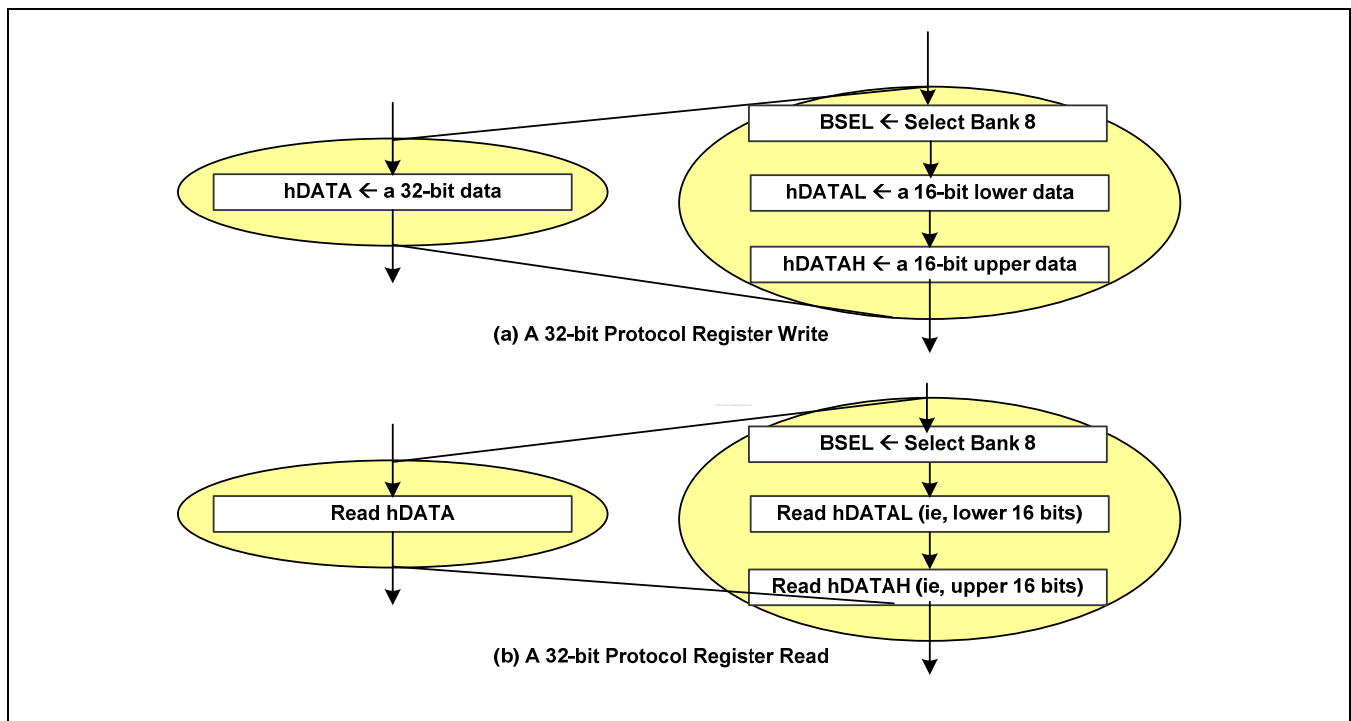 BSEL ← Select Bank 8
hDATA ← a 32-bit data
hDATAL ← a 16-bit lower data
hDATAH ← a 16-bit upper data
(a) A 32-bit Protocol Register Write
BSEL ← Select Bank 8
Read hDATA
Read hDATAL (ie, lower 16 bits)
Read hDATAH (ie, upper 16 bits)
(b) A 32-bit Protocol Register Read